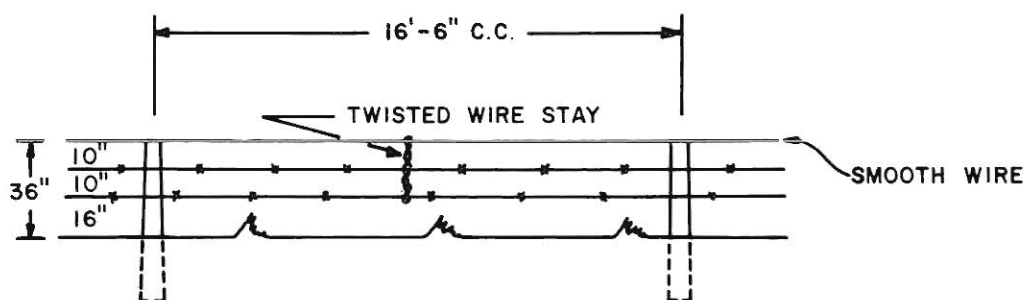 16'-6" C.C.
TWISTED WIRE STAY
10"
10"
36"
16"
SMOOTH WIRE